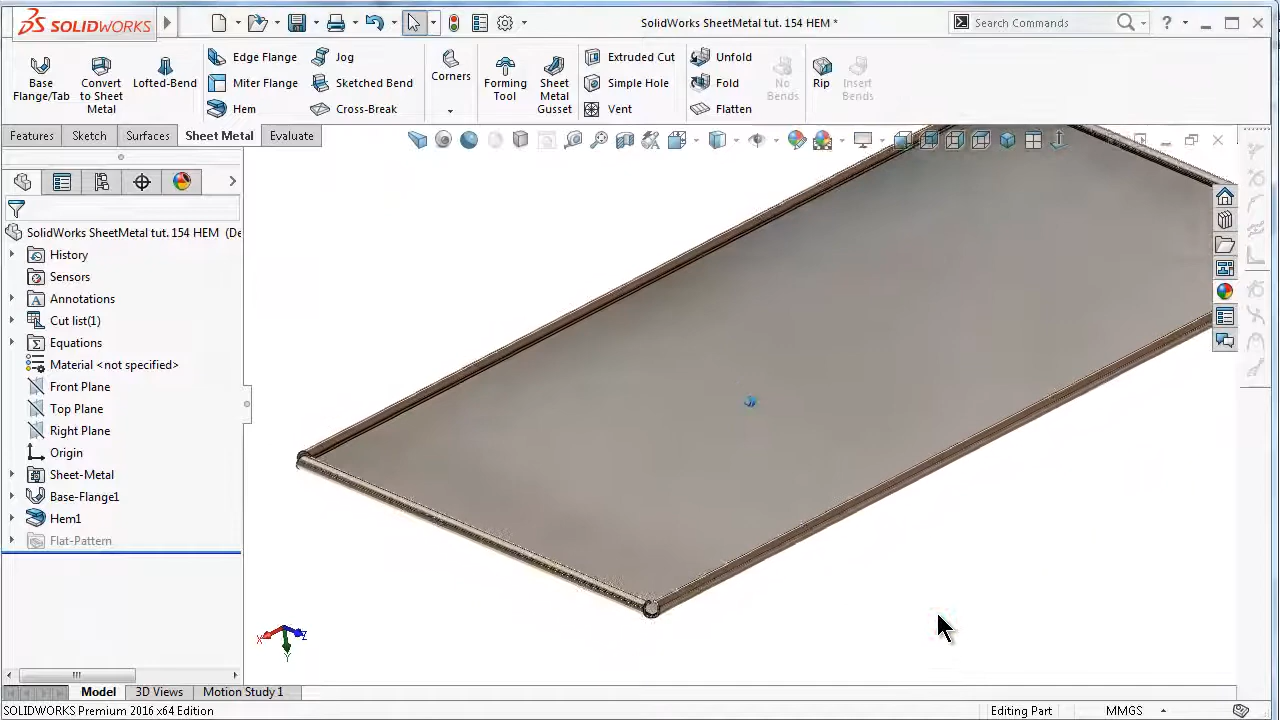 SOLIDWORKS
SolidWorks SheetMetal tut. 154 HEM *
Search Commands
?
Base Flange/Tab
Convert to Sheet Metal
Lofted-Bend
Edge Flange
Miter Flange
Hem
Jog
Sketched Bend
Cross-Break
Corners
Forming Tool
Sheet Metal Gusset
Extruded Cut
Simple Hole
Vent
Unfold
Fold
Flatten
No Bends
Rip
Insert Bends
Features
Sketch
Surfaces
Sheet Metal
Evaluate
SolidWorks SheetMetal tut. 154 HEM (De
History
Sensors
Annotations
Cut list(1)
Equations
Material <not specified>
Front Plane
Top Plane
Right Plane
Origin
Sheet-Metal
Base-Flange1
Hem1
Flat-Pattern
X
Z
Y
Model
3D Views
Motion Study 1
SOLIDWORKS Premium 2016 x64 Edition
Editing Part
MMGS